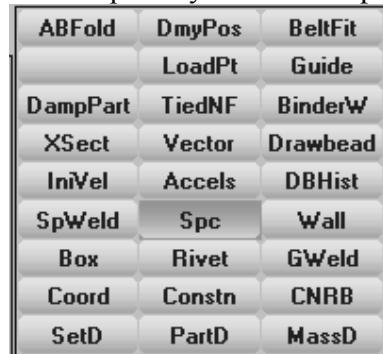 ABFold DmyPos BeltFit
LoadPt Guide
DampPart TiedNF BinderW
XSect Vector Drawbead
IniVel Accels DBHist
SpWeld Spc Wall
Box Rivet GWeld
Coord Constn CNRB
SetD PartD MassD